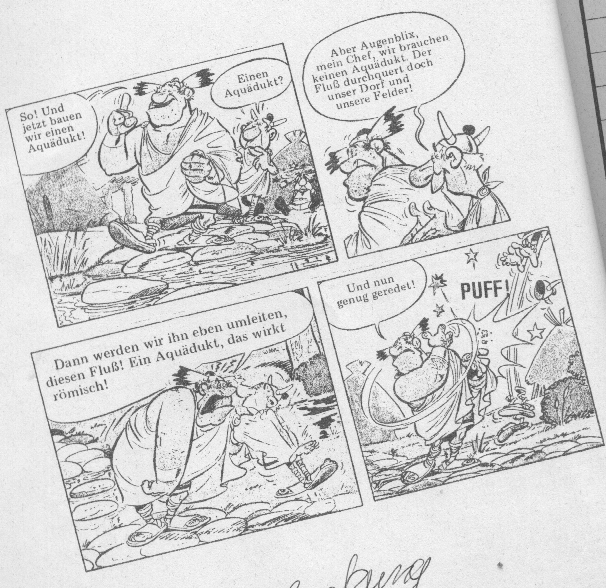 So! Und
jetzt bauen
wir einen
Aquädukt!
Einen
Aquädukt?
Aber Augenblix,
mein Chef, wir brauchen
keinen Aquädukt. Der
Fluß durchquert doch
unser Dorf und
unsere Felder!
Dann werden wir ihn eben umleiten,
diesen Fluß! Ein Aquädukt, das wirkt
römisch!
Und nun
genug geredet!
PUFF!